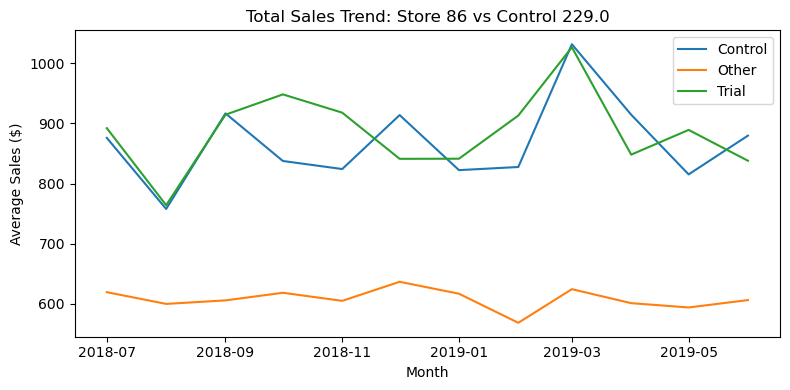 Total Sales Trend: Store 86 vs Control 229.0
Control
Other
Trial
Average Sales ($)
1000
900
800
700
600
2018-07
2018-09
2018-11
2019-01
2019-03
2019-05
Month